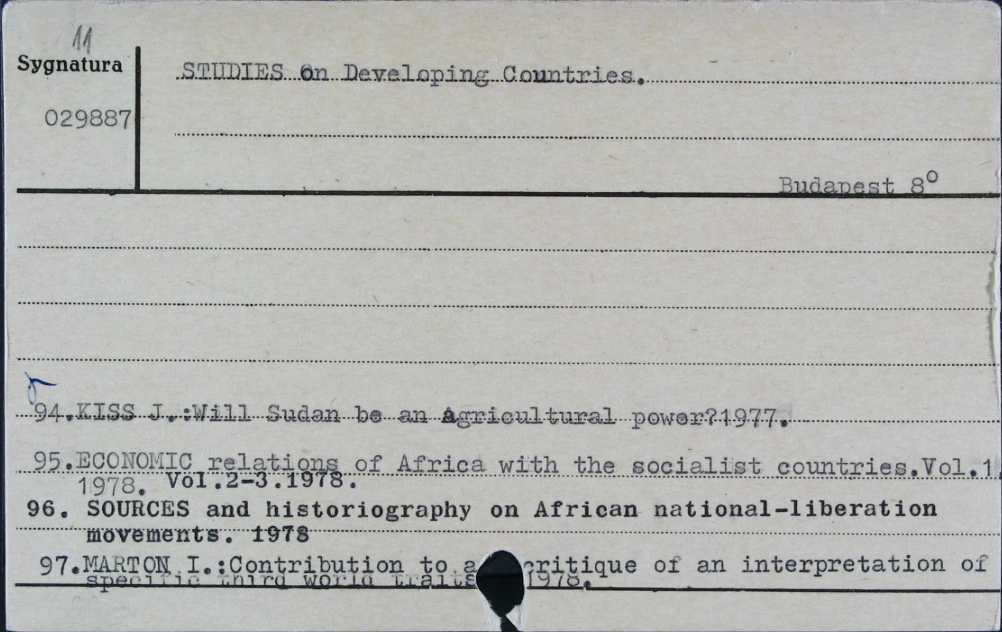 11
Sygnatura
STUDIES On Developing Countries.
029887
Budapest 8°
94.KISS J.:Will Sudan be an Agricultural power?1977.
95.ECONOMIC relations of Africa with the socialist countries.Vol.1
1978. Vol.2-3.1978.
96. SOURCES and historiography on African national-liberation
movements. 1978
97.MARTON I.:Contribution to a critique of an interpretation of
specific third world traits 1978.